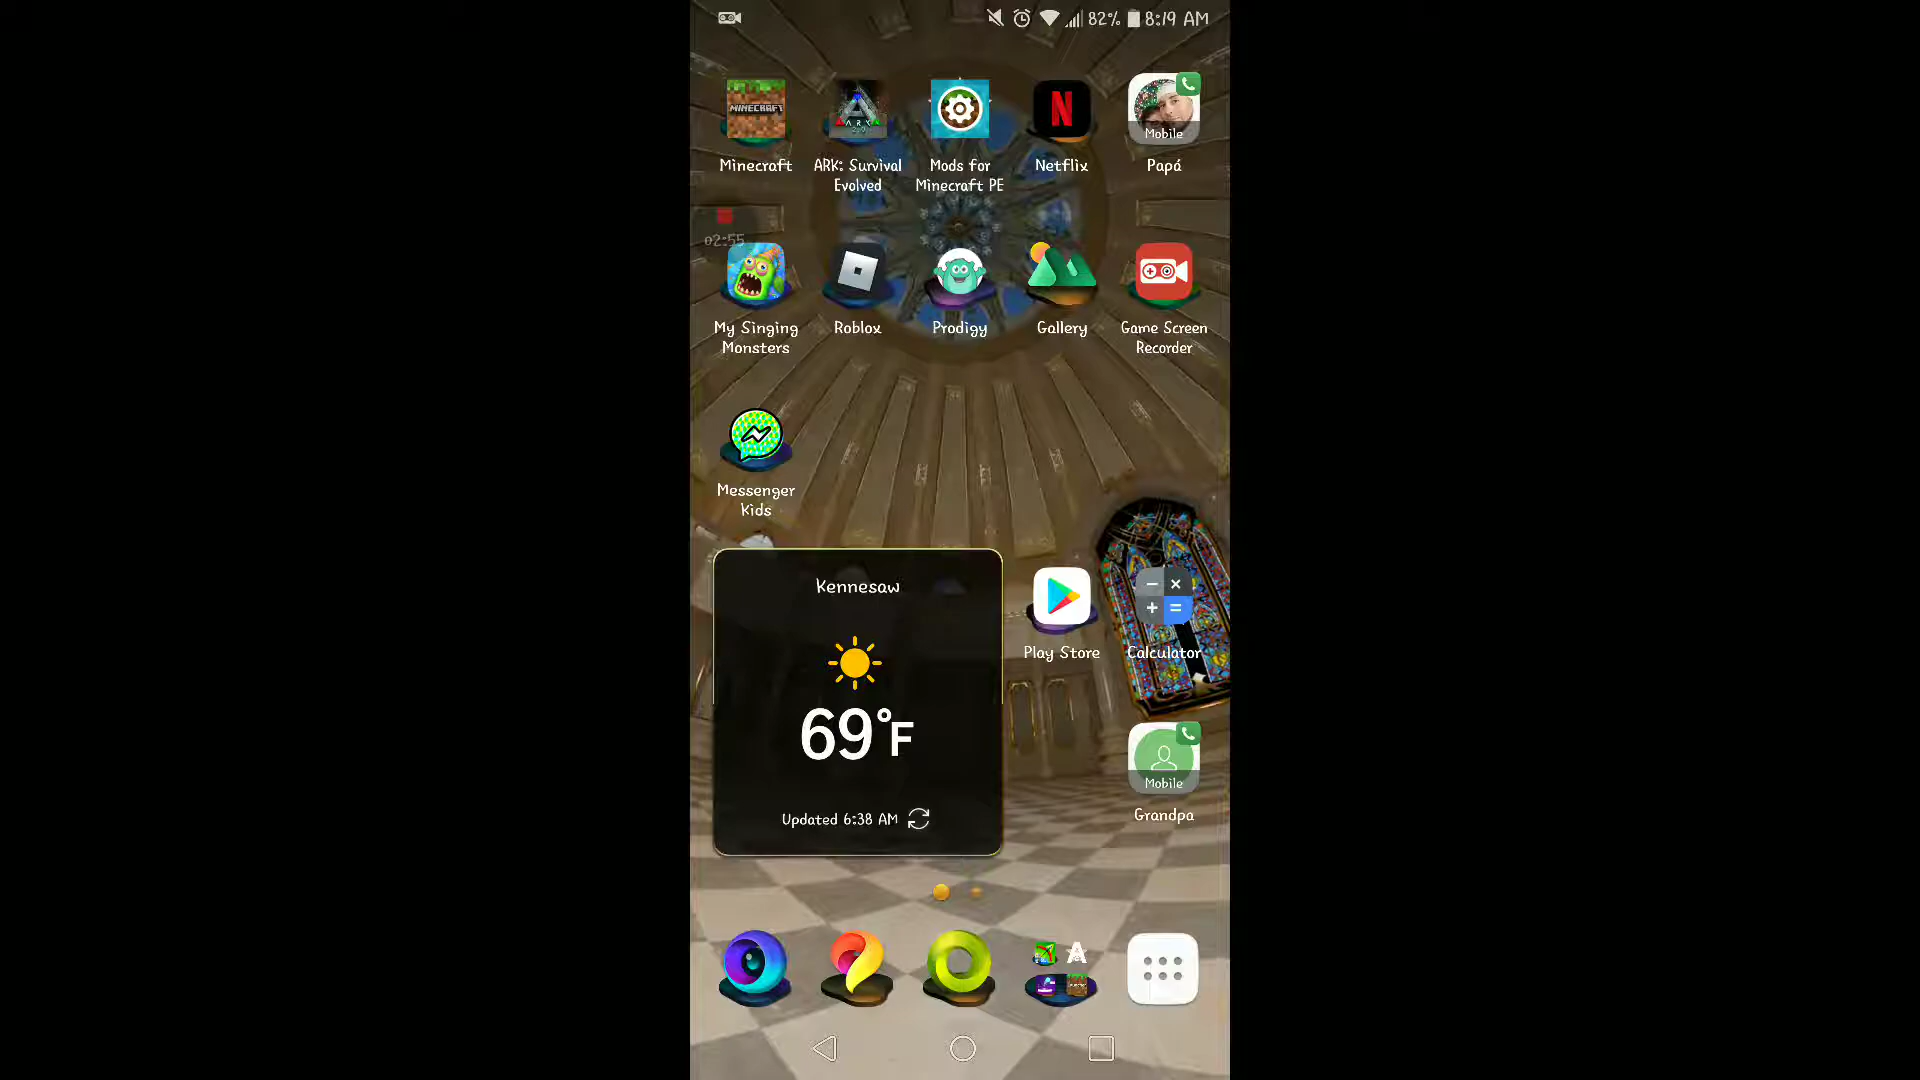 82% 8:19 AM
MINECRAFT
ARK
N
Mobile
Minecraft
ARK: Survival Evolved
Mods for Minecraft PE
Netflix
Papá
02:55
My Singing Monsters
Roblox
Prodigy
Gallery
Game Screen Recorder
Messenger Kids
Kennesaw
69°F
Updated 6:38 AM
Play Store
Calculator
Mobile
Grandpa